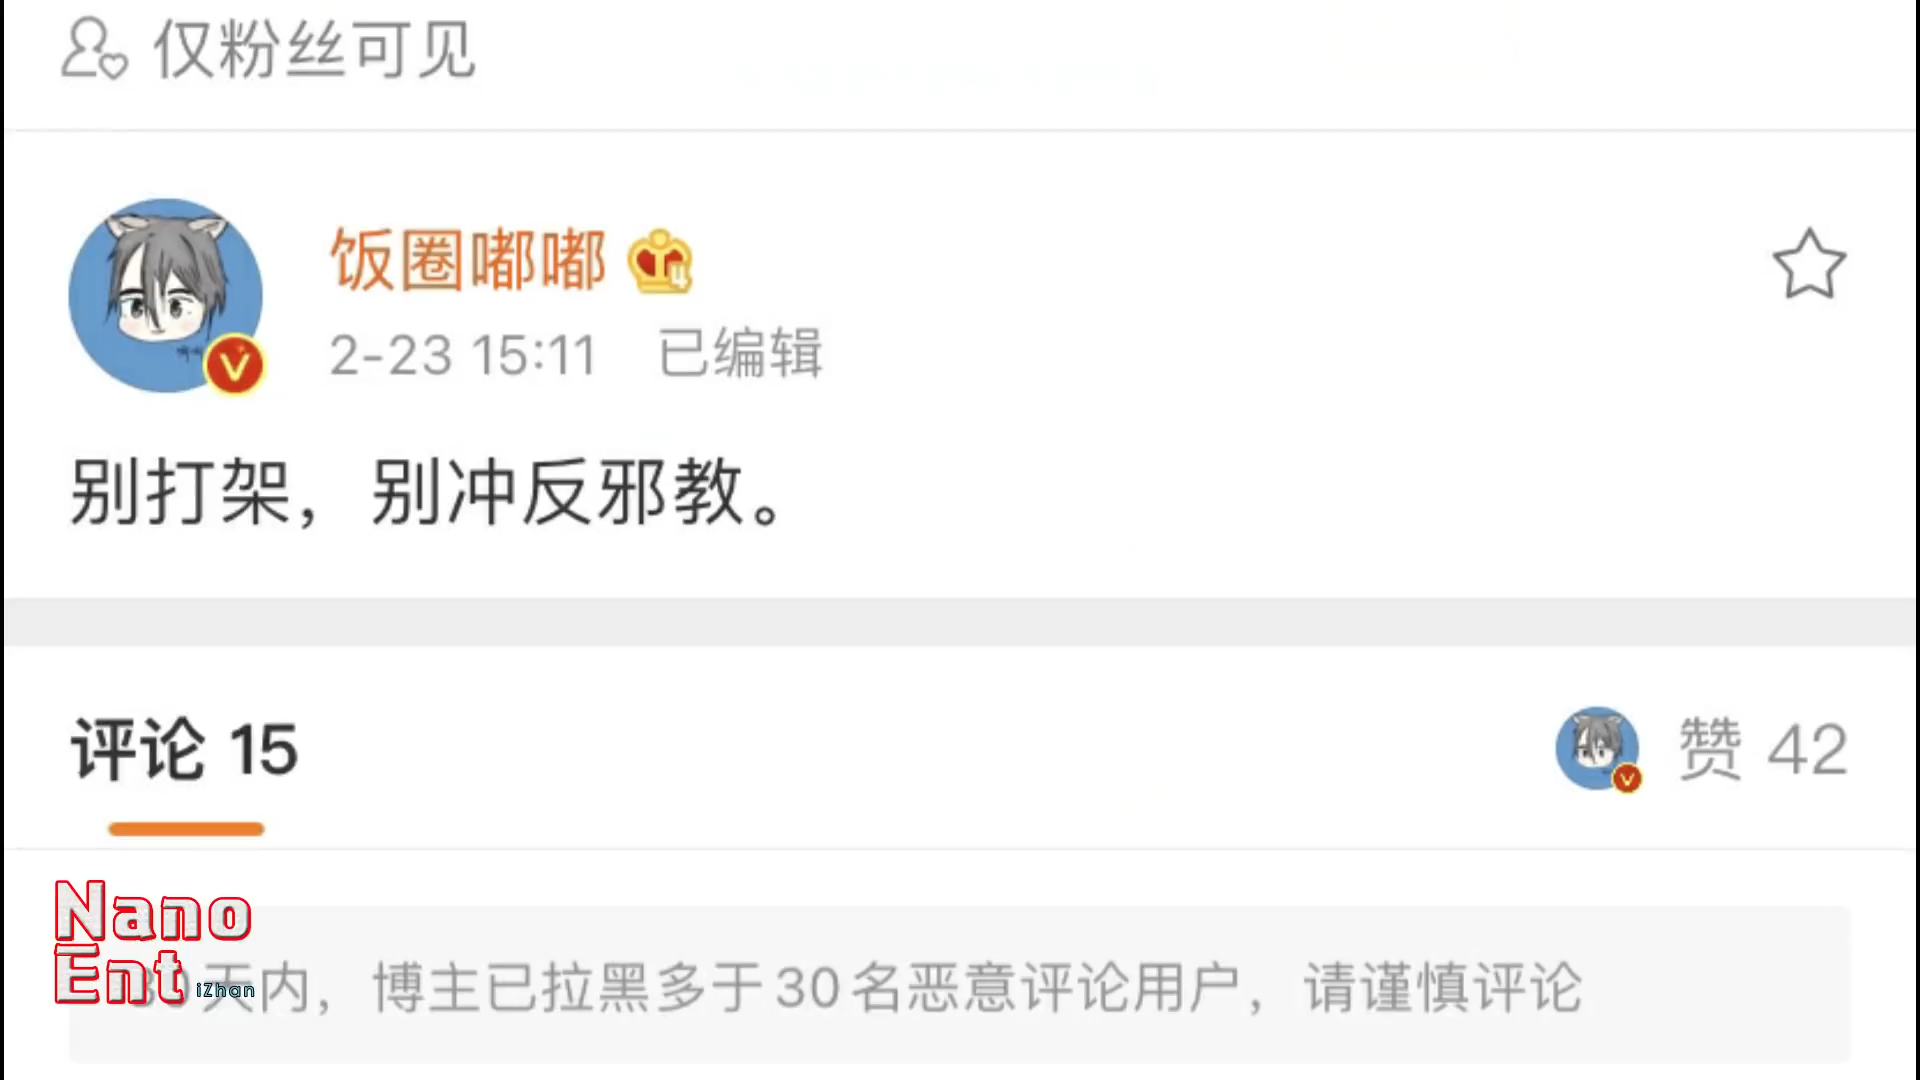 仅粉丝可见
饭圈嘟嘟
2-23 15:11 已编辑
别打架，别冲反邪教。
评论 15
赞 42
Nano
Ent iZhan
30天内，博主已拉黑多于30名恶意评论用户，请谨慎评论